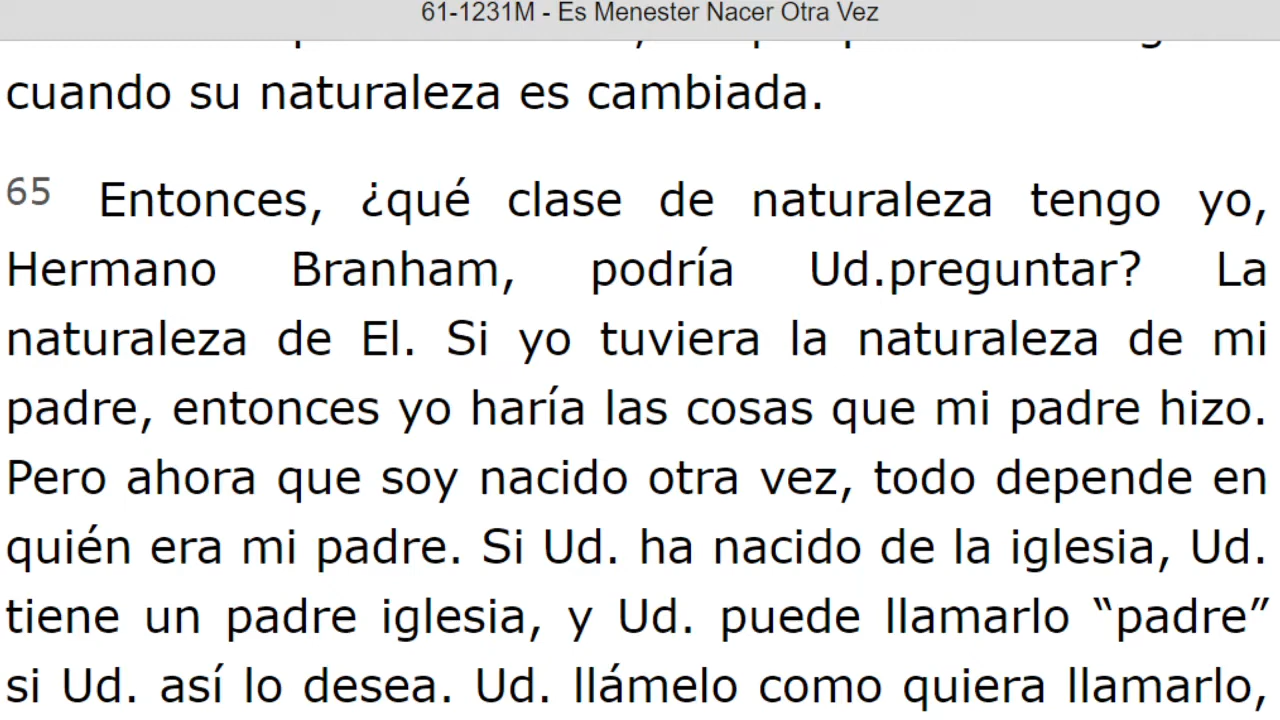 61-1231M - Es Menester Nacer Otra Vez
cuando su naturaleza es cambiada.
65 Entonces, ¿qué clase de naturaleza tengo yo,
Hermano Branham, podría Ud.preguntar? La
naturaleza de El. Si yo tuviera la naturaleza de mi
padre, entonces yo haría las cosas que mi padre hizo.
Pero ahora que soy nacido otra vez, todo depende en
quién era mi padre. Si Ud. ha nacido de la iglesia, Ud.
tiene un padre iglesia, y Ud. puede llamarlo “padre”
si Ud. así lo desea. Ud. llámelo como quiera llamarlo,